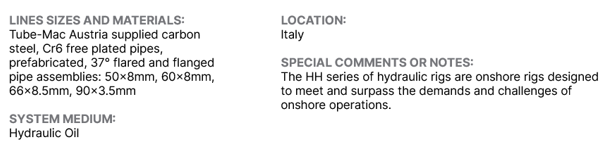 LINES SIZES AND MATERIALS:
Tube-Mac Austria supplied carbon
steel, Cr6 free plated pipes,
prefabricated, 37° flared and flanged
pipe assemblies: 50×8mm, 60×8mm,
66×8.5mm, 90×3.5mm
SYSTEM MEDIUM:
Hydraulic Oil
LOCATION:
Italy
SPECIAL COMMENTS OR NOTES:
The HH series of hydraulic rigs are onshore rigs designed
to meet and surpass the demands and challenges of
onshore operations.